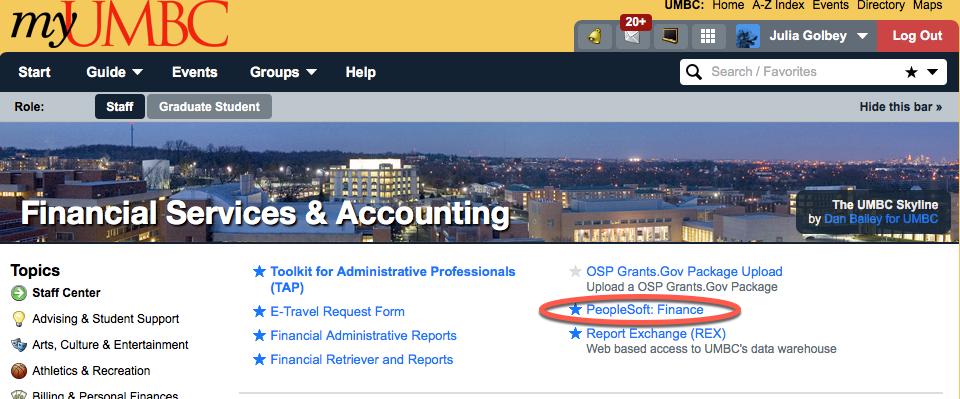 myUMBC
UMBC: Home A-Z Index Events Directory Maps
20+
Julia Golbey Log Out
Start Guide Events Groups Help
Search / Favorites
Role: Staff Graduate Student Hide this bar »
Financial Services & Accounting
The UMBC Skyline
by Dan Bailey for UMBC
Topics
Staff Center
Advising & Student Support
Arts, Culture & Entertainment
Athletics & Recreation
Billing & Personal Finances
Toolkit for Administrative Professionals
(TAP)
E-Travel Request Form
Financial Administrative Reports
Financial Retriever and Reports
OSP Grants.Gov Package Upload
Upload a OSP Grants.Gov Package
PeopleSoft: Finance
Report Exchange (REX)
Web based access to UMBC's data warehouse